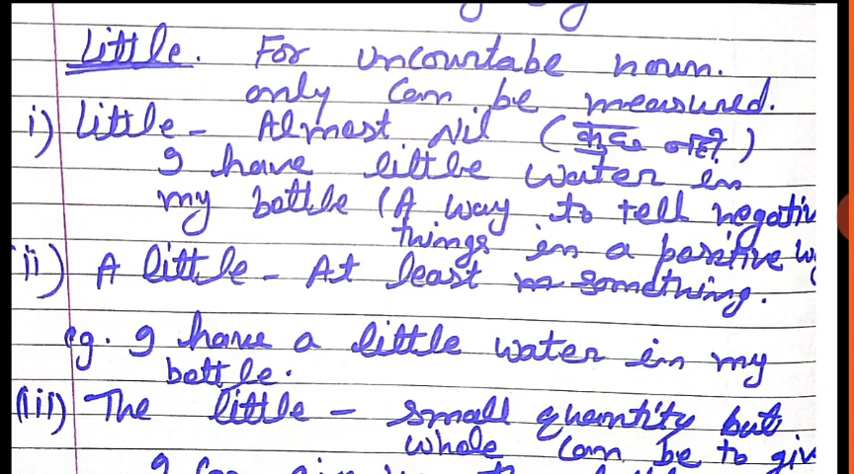 Little. For uncountabe noun.
only can be measured.
i) Little - Almost Nil (कुछ नहीं)
I have little water in
my bottle (A way to tell negativ
things in a positive w
ii) A little - At least something.
eg. I have a little water in my
bottle.
(iii) The little - small quantity but
whole can be to giv